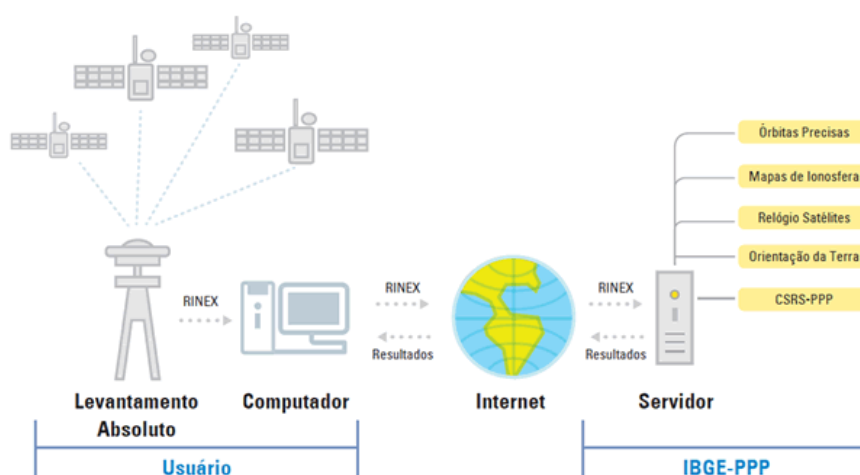 Órbitas Precisas
Mapas de Ionosfera
Relógio Satélites
Orientação da Terra
CSRS-PPP
RINEX
RINEX
RINEX
Resultados
Resultados
Levantamento
Absoluto
Computador
Internet
Servidor
Usuário
IBGE-PPP